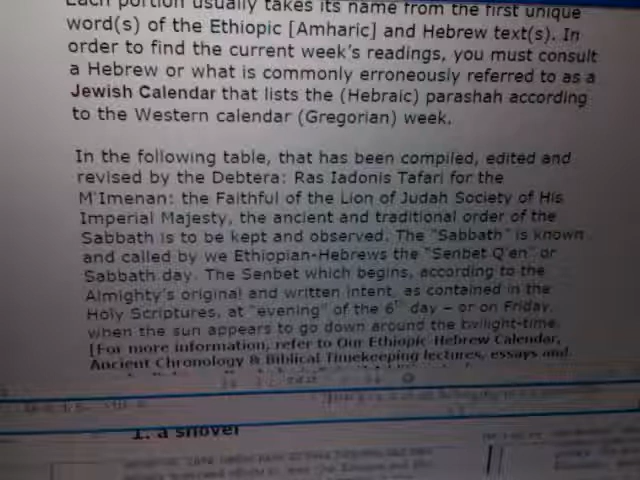 Each portion usually takes its name from the first unique
word(s) of the Ethiopic [Amharic] and Hebrew text(s). In
order to find the current week's readings, you must consult
a Hebrew or what is commonly erroneously referred to as a
Jewish Calendar that lists the (Hebraic) parashah according
to the Western calendar (Gregorian) week.
In the following table, that has been compiled, edited and
revised by the Debtera: Ras Iadonis Tafari for the
M'Imenan: the Faithful of the Lion of Judah Society of His
Imperial Majesty, the ancient and traditional order of the
Sabbath is to be kept and observed. The "Sabbath" is known
and called by we Ethiopian-Hebrews the "Senbet Q'en" or
Sabbath day. The Senbet which begins, according to the
Almighty's original and written intent, as contained in the
Holy Scriptures, at "evening" of the 6th day – or on Friday,
when the sun appears to go down around the twilight-time.
[For more information, refer to Our Ethiopic-Hebrew Calendar,
Ancient Chronology & Biblical Timekeeping lectures, essays and
1. a shovel